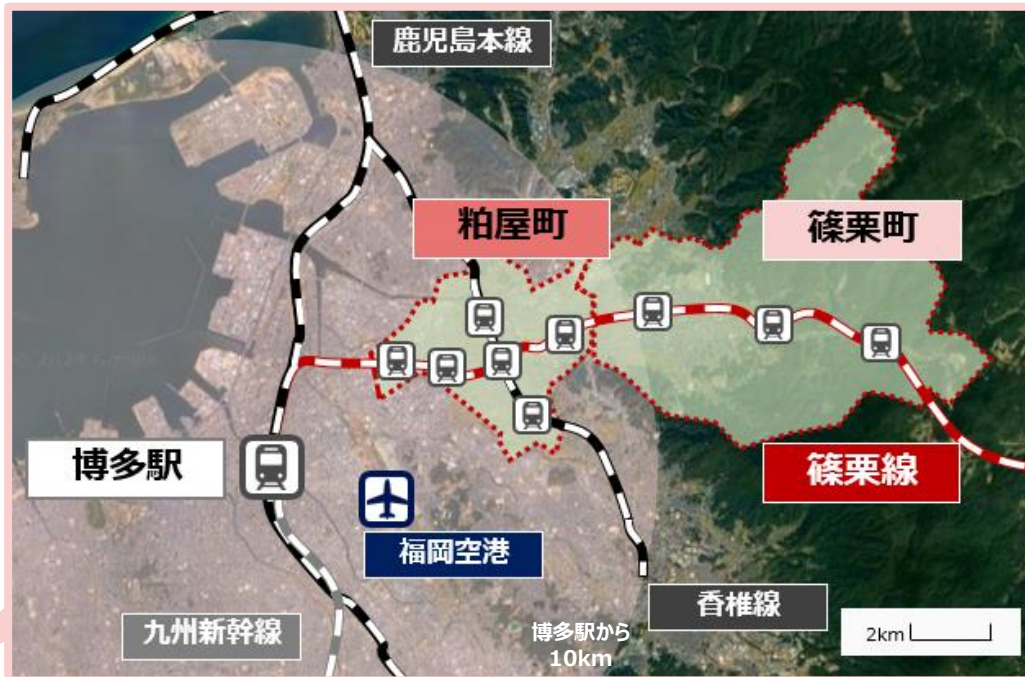 鹿児島本線
粕屋町
篠栗町
博多駅
篠栗線
福岡空港
香椎線
九州新幹線
博多駅から
10km
2km